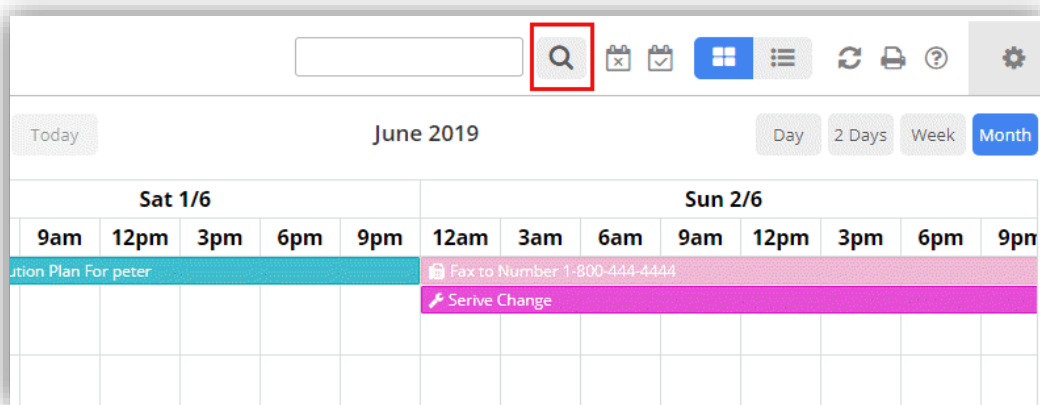 Today June 2019 Day 2 Days Week Month
Sat 1/6 Sun 2/6
9am 12pm 3pm 6pm 9pm 12am 3am 6am 9am 12pm 3pm 6pm 9pm
ution Plan For peter Fax to Number 1-800-444-4444
Serive Change